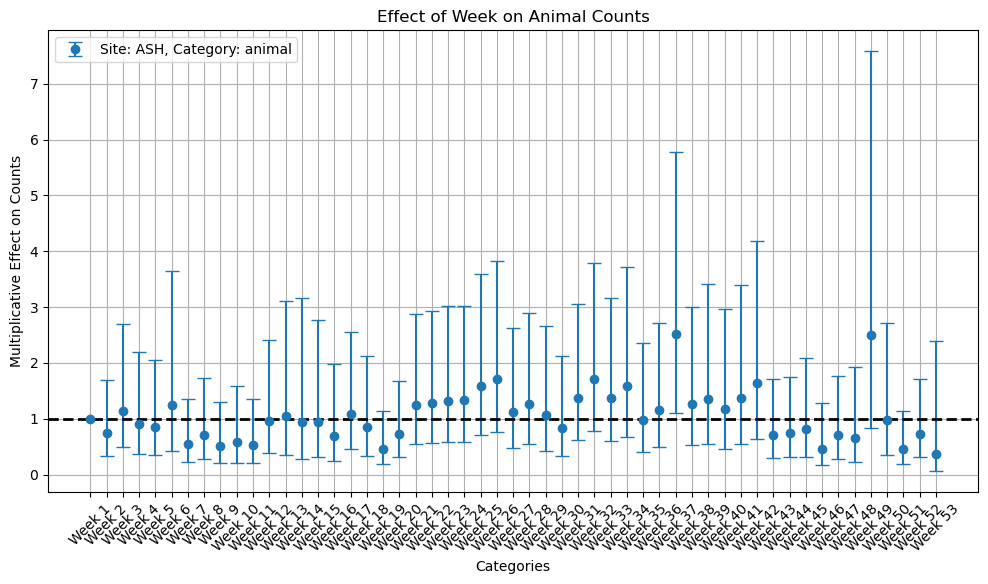 Effect of Week on Animal Counts
Site: ASH, Category: animal
Multiplicative Effect on Counts
7
6
5
4
3
2
1
0
Week 1
Week 2
Week 3
Week 4
Week 5
Week 6
Week 7
Week 8
Week 9
Week 10
Week 11
Week 12
Week 13
Week 14
Week 15
Week 16
Week 17
Week 18
Week 19
Week 20
Week 21
Week 22
Week 23
Week 24
Week 25
Week 26
Week 27
Week 28
Week 29
Week 30
Week 31
Week 32
Week 33
Week 34
Week 35
Week 36
Week 37
Week 38
Week 39
Week 40
Week 41
Week 42
Week 43
Week 44
Week 45
Week 46
Week 47
Week 48
Week 49
Week 50
Week 51
Week 52
Week 53
Categories